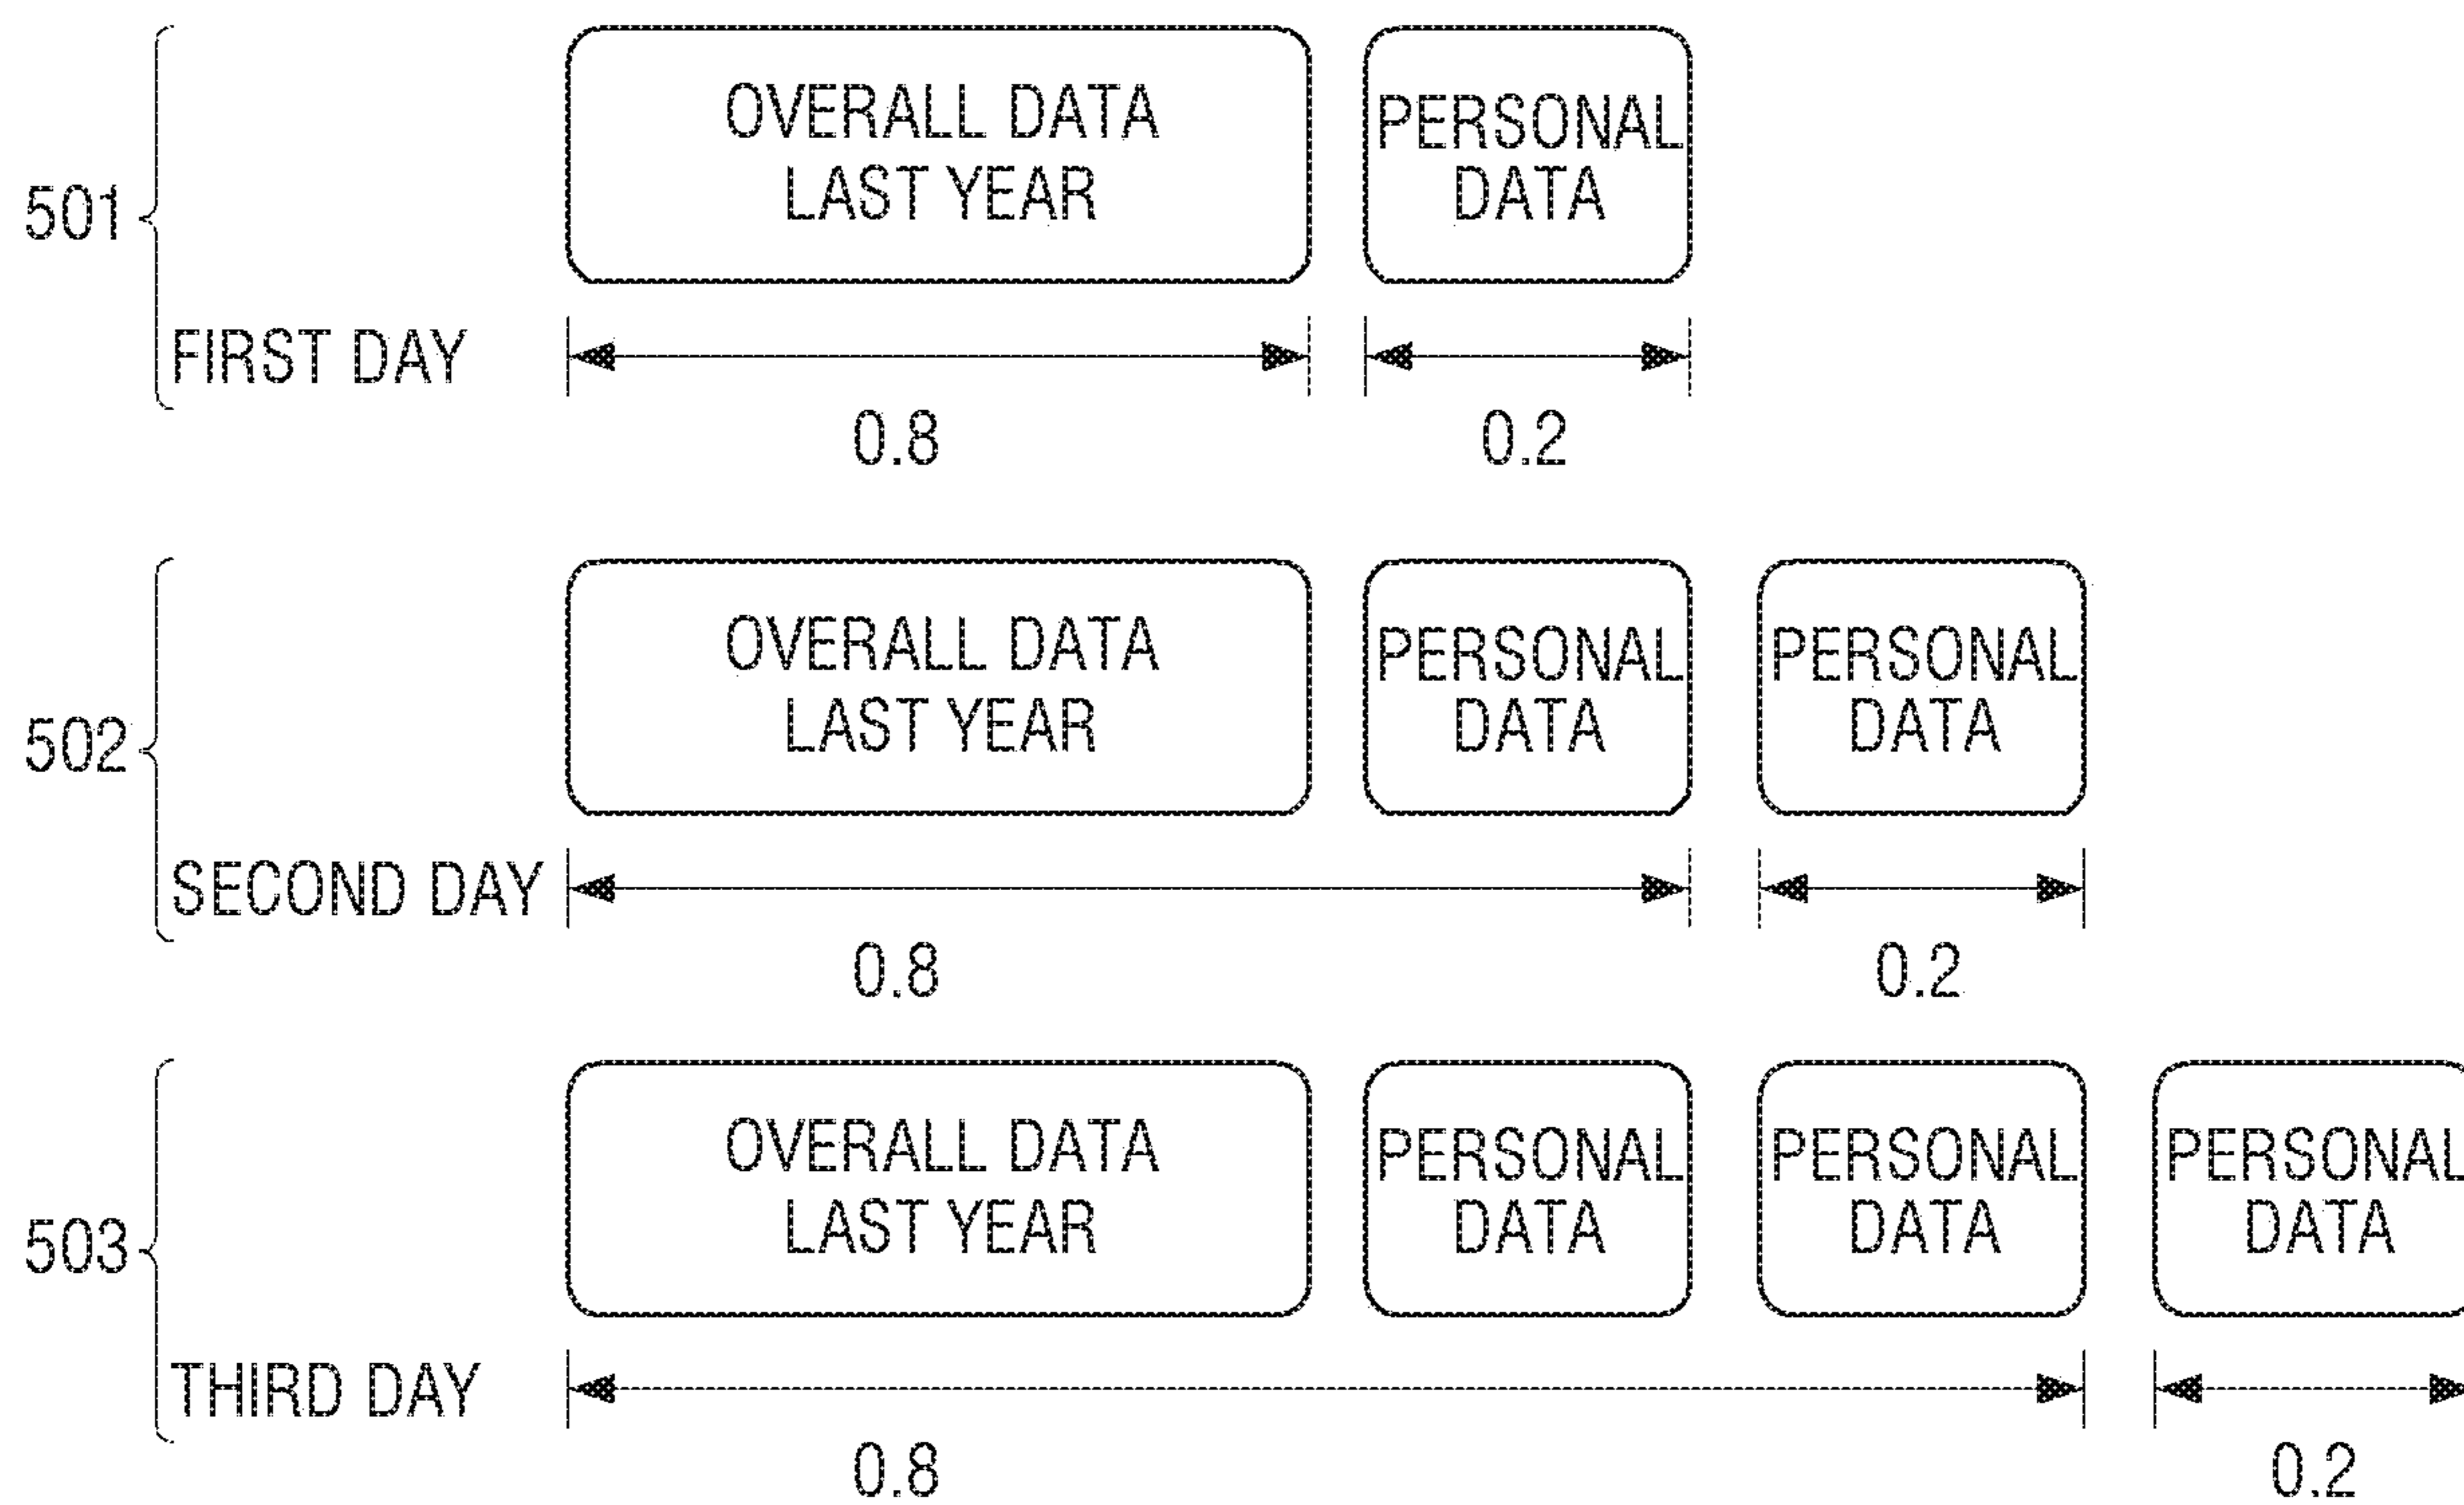 501
OVERALL DATA
LAST YEAR
PERSONAL
DATA
FIRST DAY
0.8
0.2
502
OVERALL DATA
LAST YEAR
PERSONAL
DATA
PERSONAL
DATA
SECOND DAY
0.8
0.2
503
OVERALL DATA
LAST YEAR
PERSONAL
DATA
PERSONAL
DATA
PERSONAL
DATA
THIRD DAY
0.8
0.2